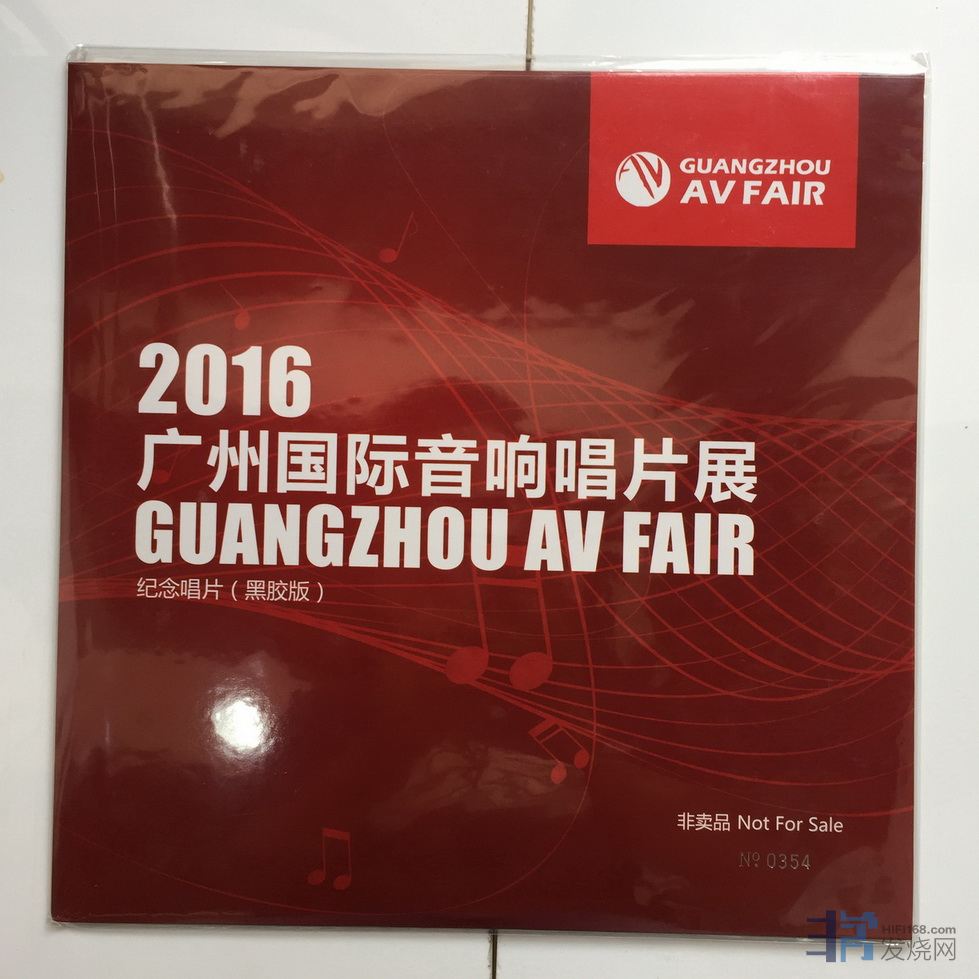 GUANGZHOU
AV FAIR
2016
广州国际音响唱片展
GUANGZHOU AV FAIR
纪念唱片（黑胶版）
非卖品 Not For Sale
№ 0354
HIFI168.com
发烧网